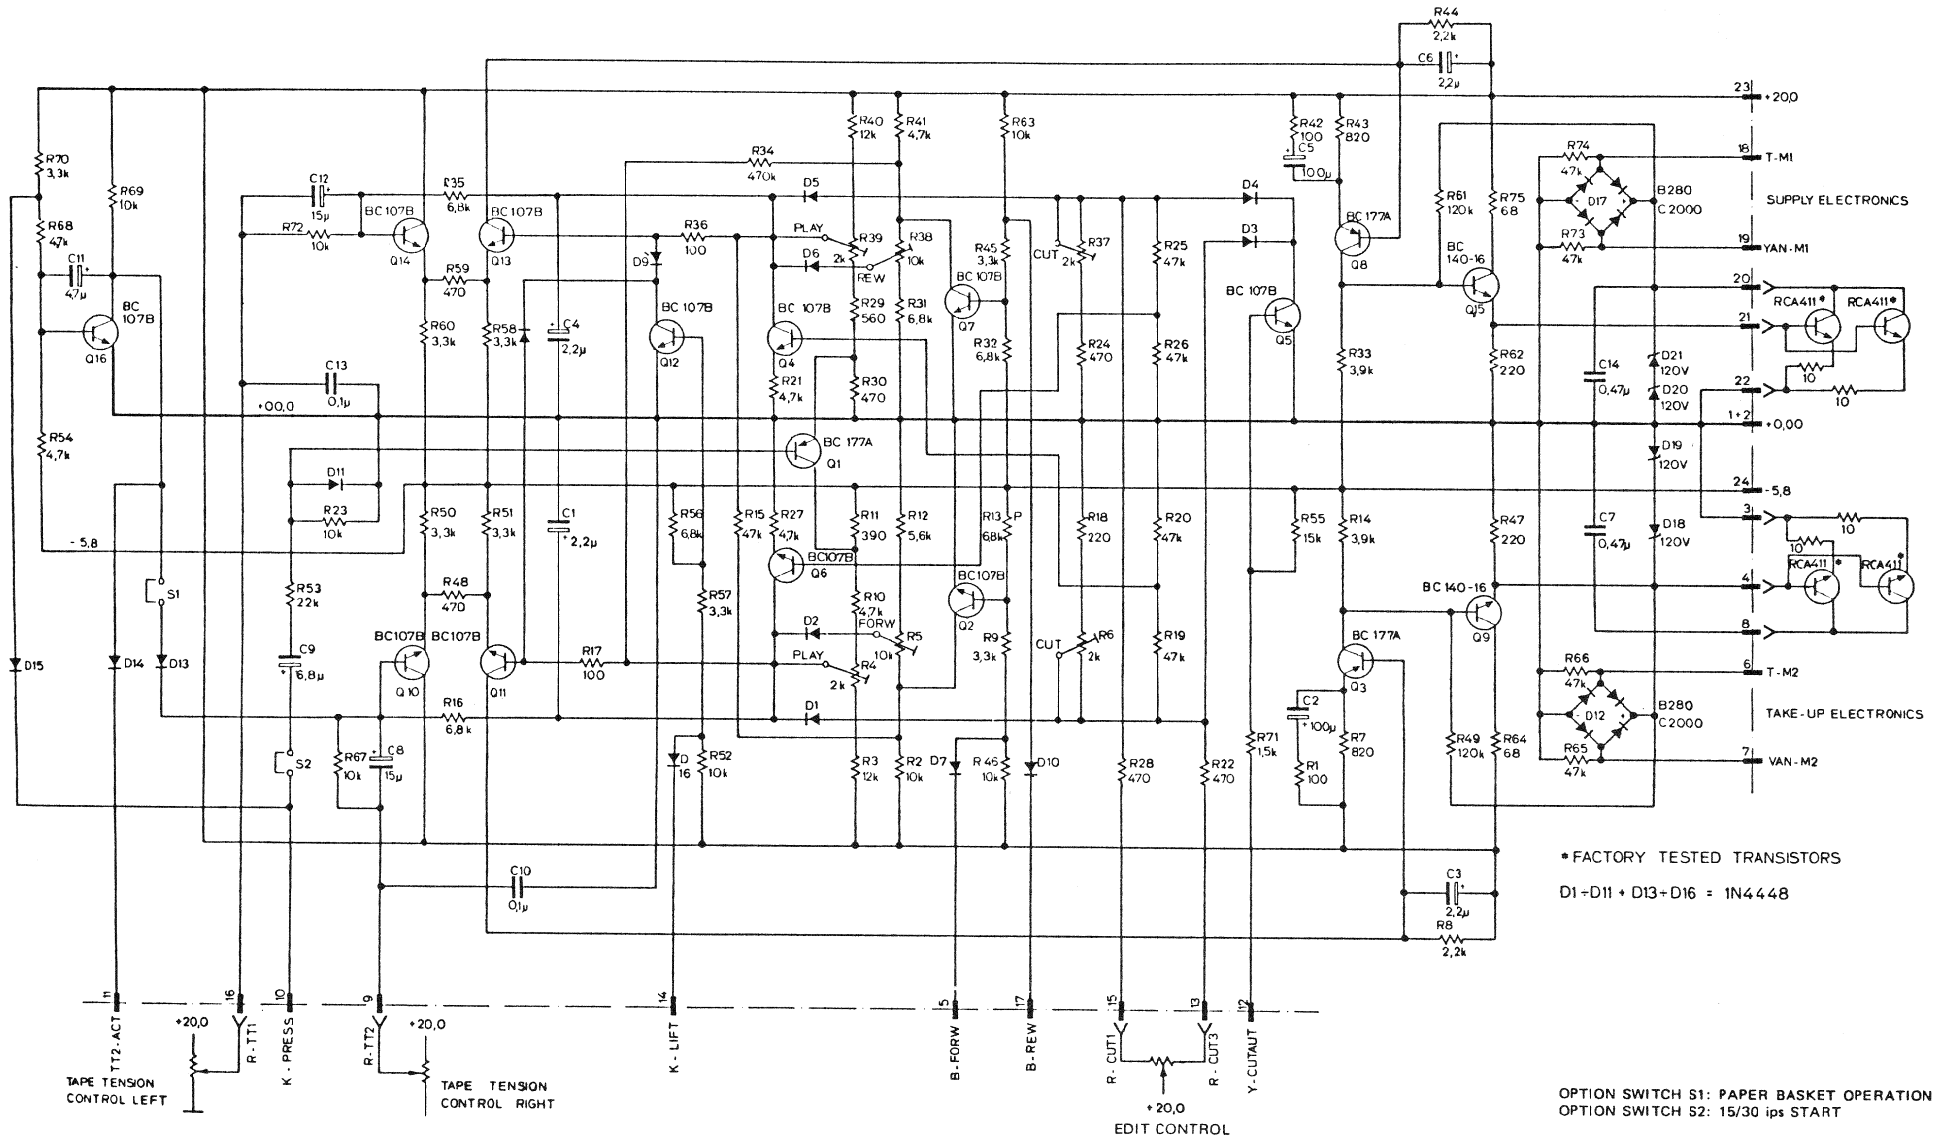 R44
2,2k
C6
+
2,2µ
23
+20,0
R70
3,3k
R69
10k
C12
+
15µ
R72
10k
R35
6,8k
BC107B
Q14
BC107B
Q13
R34
470k
R36
100
D5
R40
12k
R41
4,7k
R63
10k
R42
100
C5
+
100µ
R43
820
D4
D3
BC177A
Q8
R61
120k
BC
140-16
Q15
R75
68
R74
47k
D17
R73
47k
B280
C2000
18
T-M1
SUPPLY ELECTRONICS
19
YAN-M1
R68
47k
C11
+
4,7µ
BC
107B
Q16
R59
470
R60
3,3k
R58
3,3k
D9
BC107B
Q12
C4
+
2,2µ
PLAY
R39
2k
D6
REW
R38
10k
BC107B
Q4
R29
560
R31
6,8k
R45
3,3k
BC107B
Q7
R32
6,8k
CUT
R37
2k
R25
47k
R24
470
R26
47k
BC107B
Q5
R33
3,9k
R62
220
C14
0,47µ
D21
120V
D20
120V
20
21
22
RCA411*
RCA411*
10
10
1+2
+0,00
C13
0,1µ
+00,0
R21
4,7k
R30
470
R54
4,7k
D11
R23
10k
-5,8
BC177A
Q1
D19
120V
24
-5,8
R50
3,3k
R51
3,3k
C1
+
2,2µ
R56
6,8k
R15
47k
R27
4,7k
R11
390
R12
5,6k
R13
P
6,8k
R18
220
R20
47k
R55
15k
R14
3,9k
R47
220
C7
0,47µ
D18
120V
3
4
8
10
10
RCA411
*
RCA411
*
S1
R53
22k
R48
470
BC107B
Q6
R57
3,3k
R10
4,7k
BC107B
Q2
BC140-16
Q9
D15
D14
D13
C9
+
6,8µ
BC107B
Q10
BC107B
Q11
R17
100
D2
FORW
PLAY
R5
10k
R4
2k
R9
3,3k
CUT
R6
2k
R19
47k
BC177A
Q3
R66
47k
D12
R65
47k
B280
C2000
6
T-M2
TAKE-UP ELECTRONICS
7
VAN-M2
R16
6,8k
D1
S2
R67
10k
C8
+
15µ
D
16
R52
10k
R3
12k
R2
10k
D7
R46
10k
D10
R28
470
R22
470
R71
1,5k
C2
+100µ
R1
100
R7
820
R49
120k
R64
68
C10
0,1µ
C3
+
2,2µ
R8
2,2k
* FACTORY TESTED TRANSISTORS
D1÷D11 + D13÷D16 = 1N4448
11
TT2-ACT
16
R-TT1
10
K-PRESS
9
R-TT2
14
K-LIFT
5
B-FORW
17
B-REW
15
R-CUT1
13
R-CUT3
12
Y-CUTAUT
+20,0
TAPE TENSION
CONTROL LEFT
+20,0
TAPE TENSION
CONTROL RIGHT
+20,0
EDIT CONTROL
OPTION SWITCH S1: PAPER BASKET OPERATION
OPTION SWITCH S2: 15/30 ips START